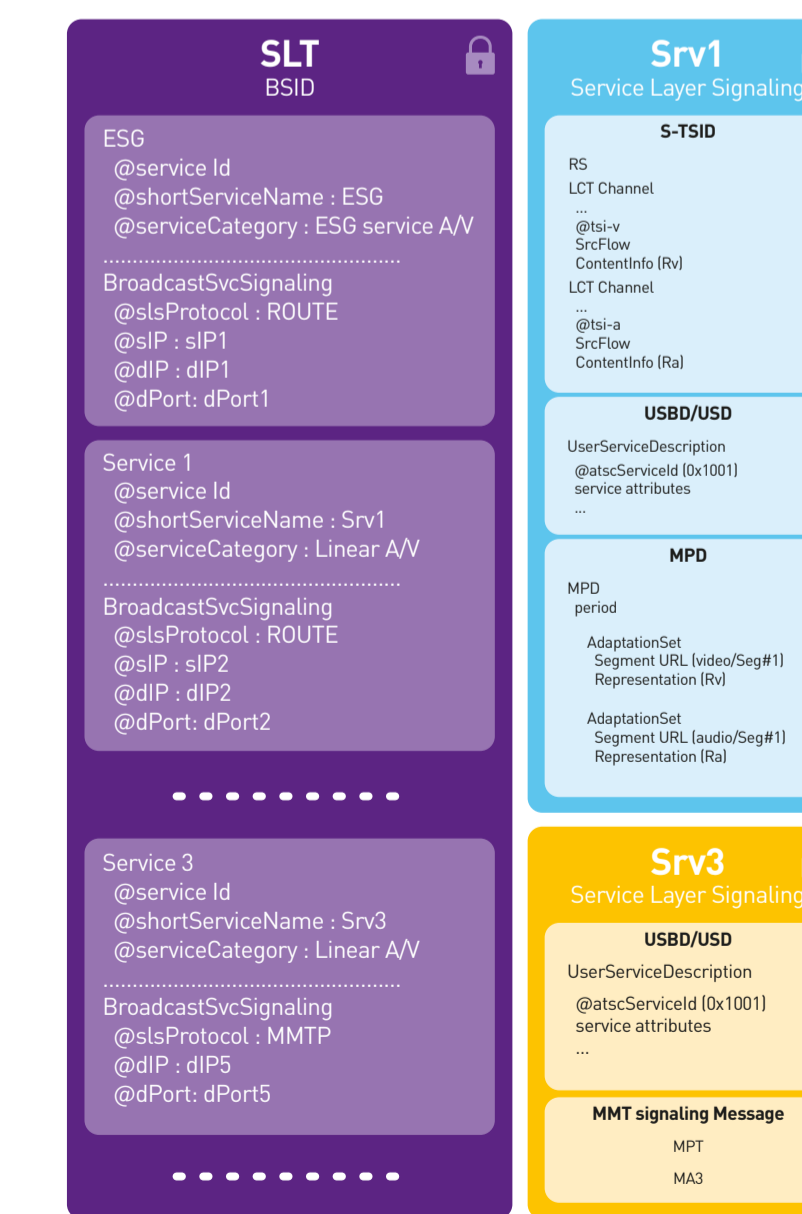 SLT
BSID
ESG
@service Id
@shortServiceName : ESG
@serviceCategory : ESG service A/V
...................................................
BroadcastSvcSignaling
@slsProtocol : ROUTE
@sIP : sIP1
@dIP : dIP1
@dPort: dPort1
Service 1
@service Id
@shortServiceName : Srv1
@serviceCategory : Linear A/V
...................................................
BroadcastSvcSignaling
@slsProtocol : ROUTE
@sIP : sIP2
@dIP : dIP2
@dPort: dPort2
Service 3
@service Id
@shortServiceName : Srv3
@serviceCategory : Linear A/V
...................................................
BroadcastSvcSignaling
@slsProtocol : MMTP
@dIP : dIP5
@dPort: dPort5
Srv1
Service Layer Signaling
S-TSID
RS
LCT Channel
...
@tsi-v
SrcFlow
ContentInfo (Rv)
LCT Channel
...
@tsi-a
SrcFlow
ContentInfo (Ra)
USBD/USD
UserServiceDescription
@atscServiceId (0x1001)
service attributes
...
MPD
MPD
period
AdaptationSet
Segment URL (video/Seg#1)
Representation (Rv)
AdaptationSet
Segment URL (audio/Seg#1)
Representation (Ra)
Srv3
Service Layer Signaling
USBD/USD
UserServiceDescription
@atscServiceId (0x1001)
service attributes
...
MMT signaling Message
MPT
MA3